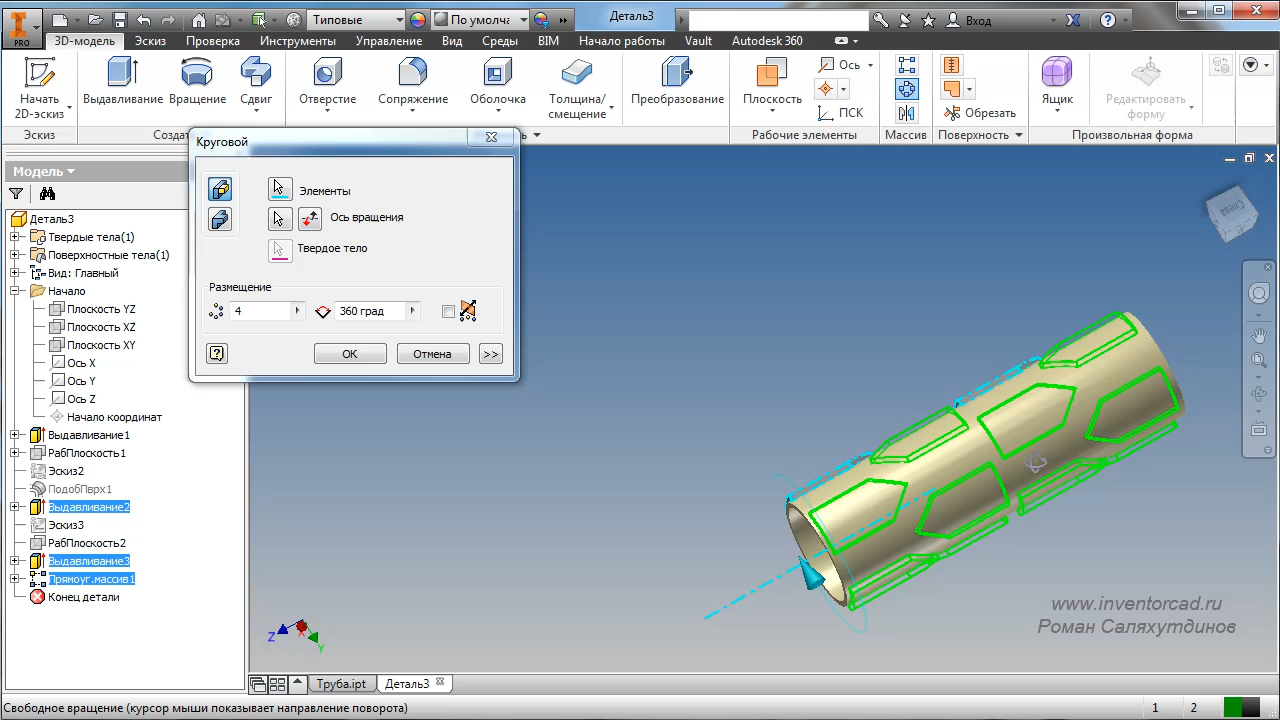 PRO
Типовые
По умолча
Деталь3
Вход
3D-модель Эскиз Проверка Инструменты Управление Вид Среды BIM Начало работы Vault Autodesk 360
Начать
2D-эскиз
Выдавливание
Вращение
Сдвиг
Отверстие
Сопряжение
Оболочка
Толщина/
смещение
Преобразование
Плоскость
Ось
ПСК
Обрезать
Ящик
Редактировать
форму
Эскиз
Создат
Рабочие элементы
Массив
Поверхность
Произвольная форма
Круговой
Элементы
Ось вращения
Твердое тело
Размещение
4
360 град
ОК
Отмена
>>
Модель
Деталь3
Твердые тела(1)
Поверхностные тела(1)
Вид: Главный
Начало
Плоскость YZ
Плоскость XZ
Плоскость XY
Ось X
Ось Y
Ось Z
Начало координат
Выдавливание1
РабПлоскость1
Эскиз2
ПодобПврх1
Выдавливание2
Эскиз3
РабПлоскость2
Выдавливание3
Прямоуг.массив1
Конец детали
Слева
Z
X
Y
www.inventorcad.ru
Роман Саляхутдинов
Труба.ipt
Деталь3
Свободное вращение (курсор мыши показывает направление поворота)
1
2